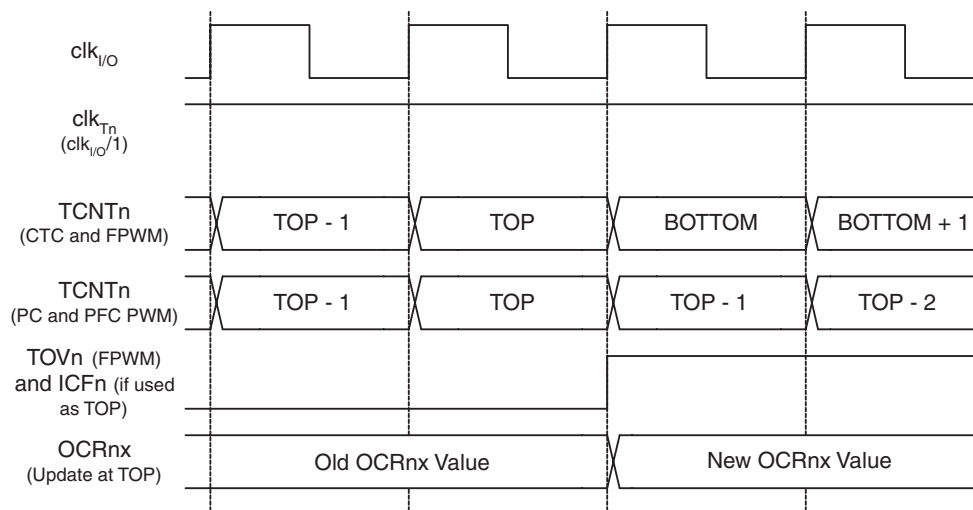 clkI/O
clkTn
(clkI/O/1)
TCNTn
(CTC and FPWM)
TOP - 1 TOP BOTTOM BOTTOM + 1
TCNTn
(PC and PFC PWM)
TOP - 1 TOP TOP - 1 TOP - 2
TOVn (FPWM)
and ICFn (if used
as TOP)
OCRnx
(Update at TOP)
Old OCRnx Value New OCRnx Value